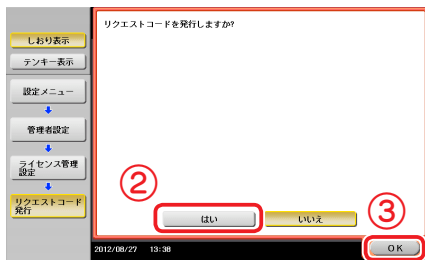 リクエストコードを発行しますか?
しおり表示
テンキー表示
設定メニュー
管理者設定
ライセンス管理
設定
リクエストコード
発行
②
はい
いいえ
③
2012/08/27 13:38
OK